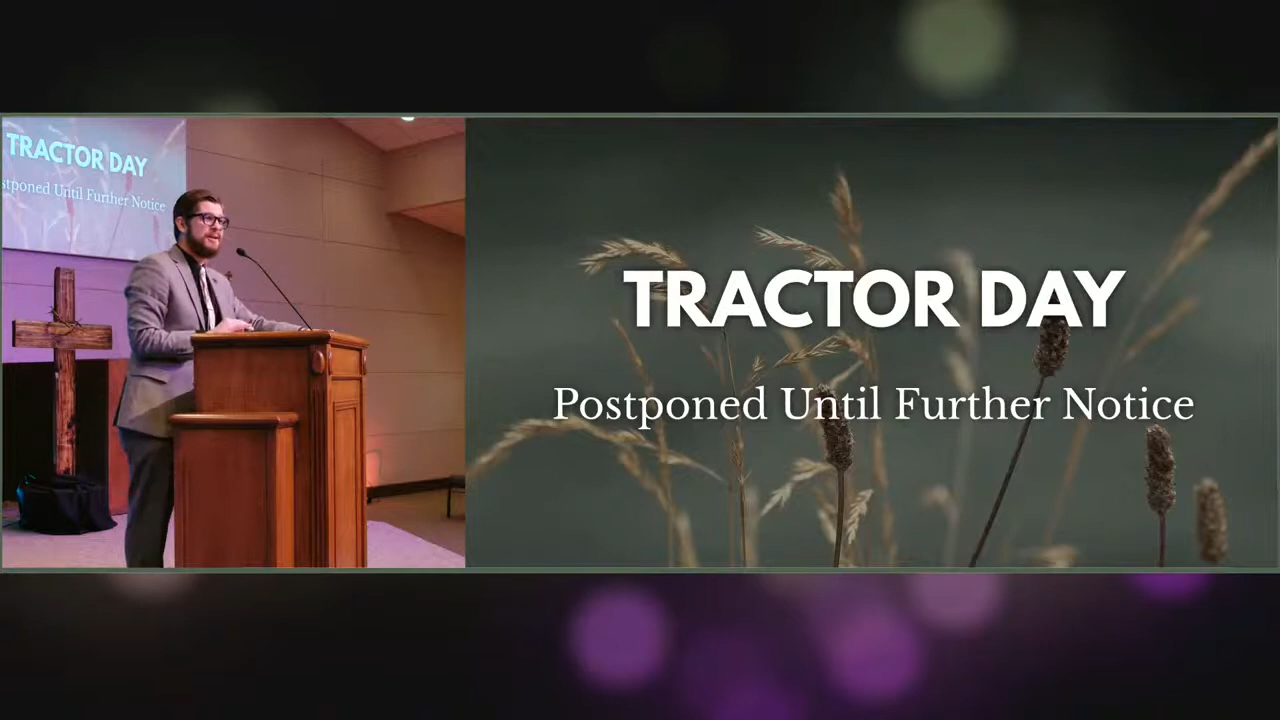 TRACTOR DAY
stponed Until Further Notice
TRACTOR DAY
Postponed Until Further Notice